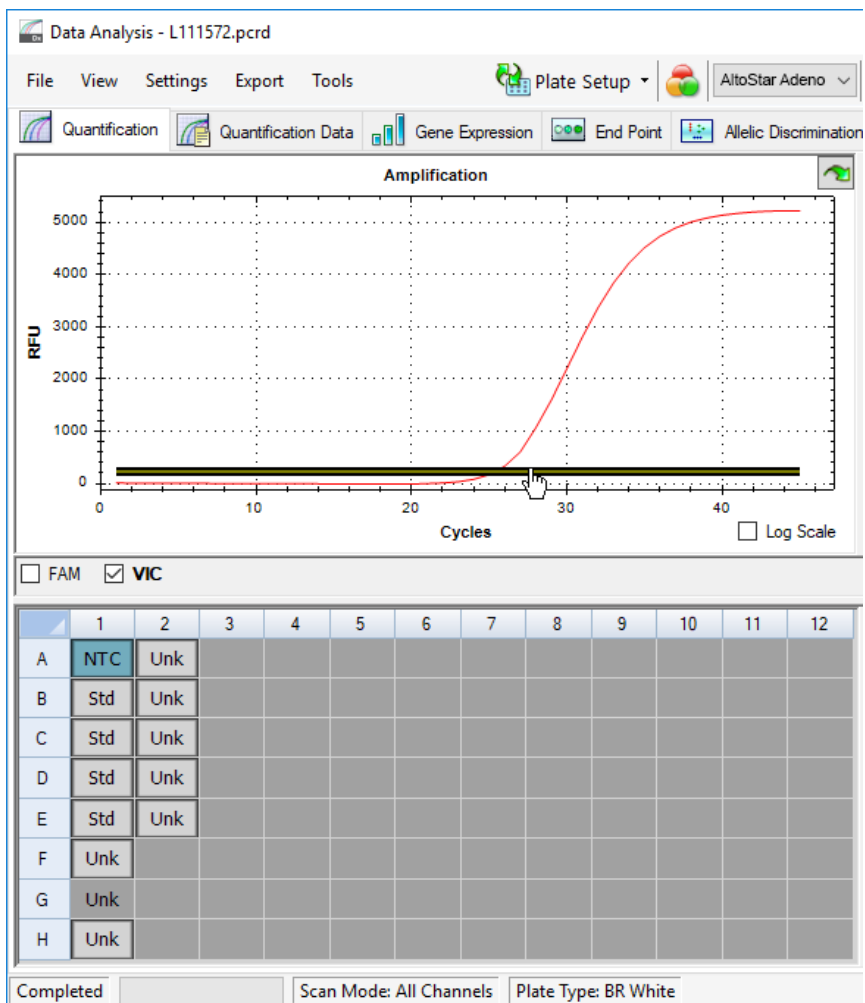 Data Analysis - L111572.pcrd
File View Settings Export Tools Plate Setup AltoStar Adeno
Quantification Quantification Data Gene Expression End Point Allelic Discrimination
Amplification
5000
4000
3000
2000
1000
0
RFU
0 10 20 30 40
Cycles
Log Scale
FAM VIC
1 2 3 4 5 6 7 8 9 10 11 12
A NTC Unk
B Std Unk
C Std Unk
D Std Unk
E Std Unk
F Unk
G Unk
H Unk
Completed Scan Mode: All Channels Plate Type: BR White